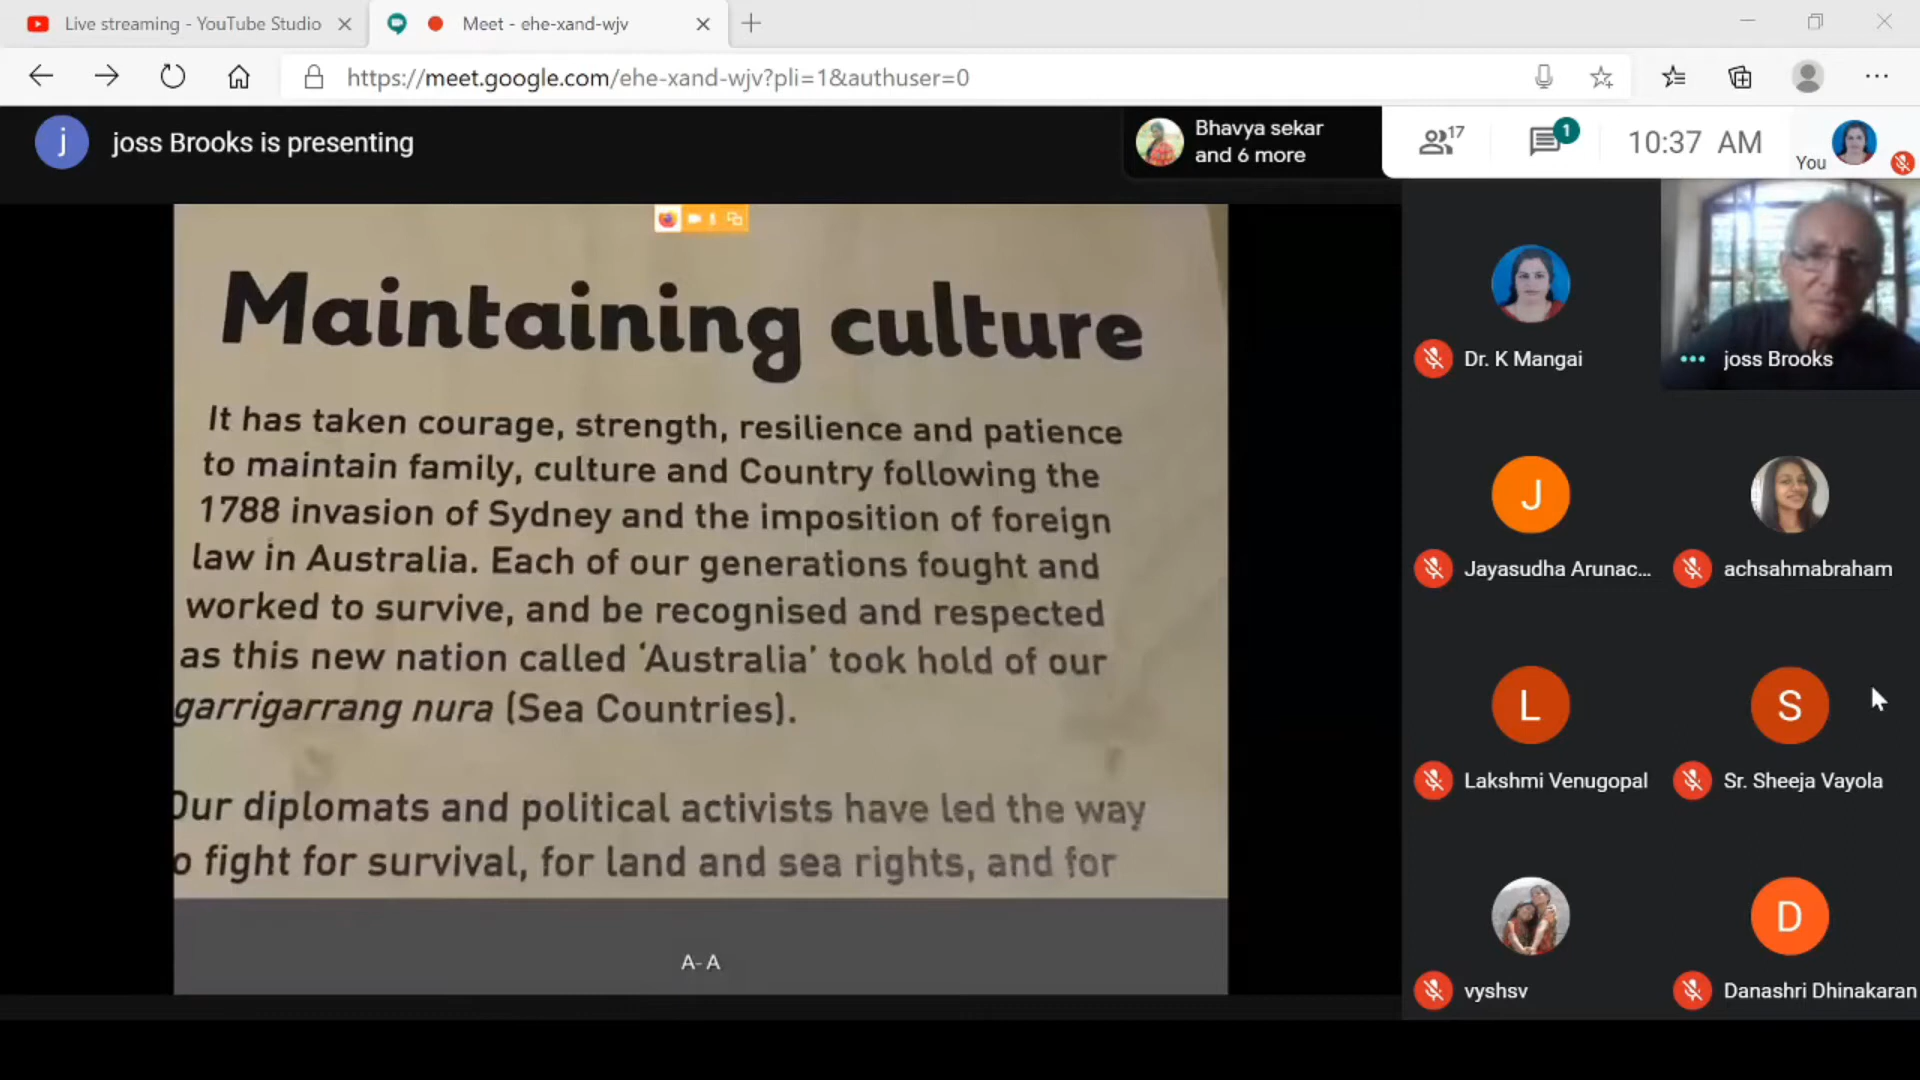 Live streaming - YouTube Studio
Meet - ehe-xand-wjv
https://meet.google.com/ehe-xand-wjv?pli=1&authuser=0
j
joss Brooks is presenting
Bhavya sekar
and 6 more
17
1
10:37 AM
You
Maintaining culture
It has taken courage, strength, resilience and patience
to maintain family, culture and Country following the
1788 invasion of Sydney and the imposition of foreign
law in Australia. Each of our generations fought and
worked to survive, and be recognised and respected
as this new nation called ‘Australia’ took hold of our
garrigarrang nura (Sea Countries).
Our diplomats and political activists have led the way
o fight for survival, for land and sea rights, and for
A- A
Dr. K Mangai
joss Brooks
J
Jayasudha Arunac...
achsahmabraham
L
Lakshmi Venugopal
S
Sr. Sheeja Vayola
vyshsv
D
Danashri Dhinakaran